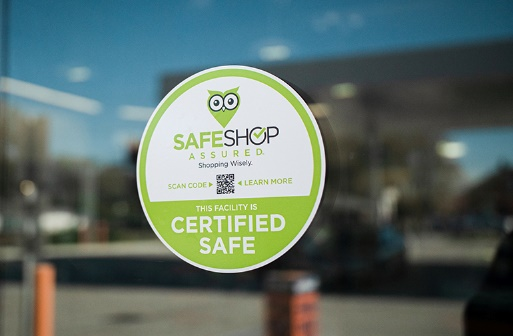 SAFESHOP
ASSURED
Shopping Wisely.
SCAN CODE LEARN MORE
THIS FACILITY IS
CERTIFIED
SAFE